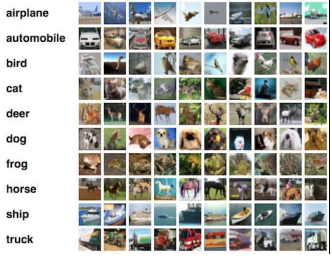 airplane
automobile
bird
cat
deer
dog
frog
horse
ship
truck